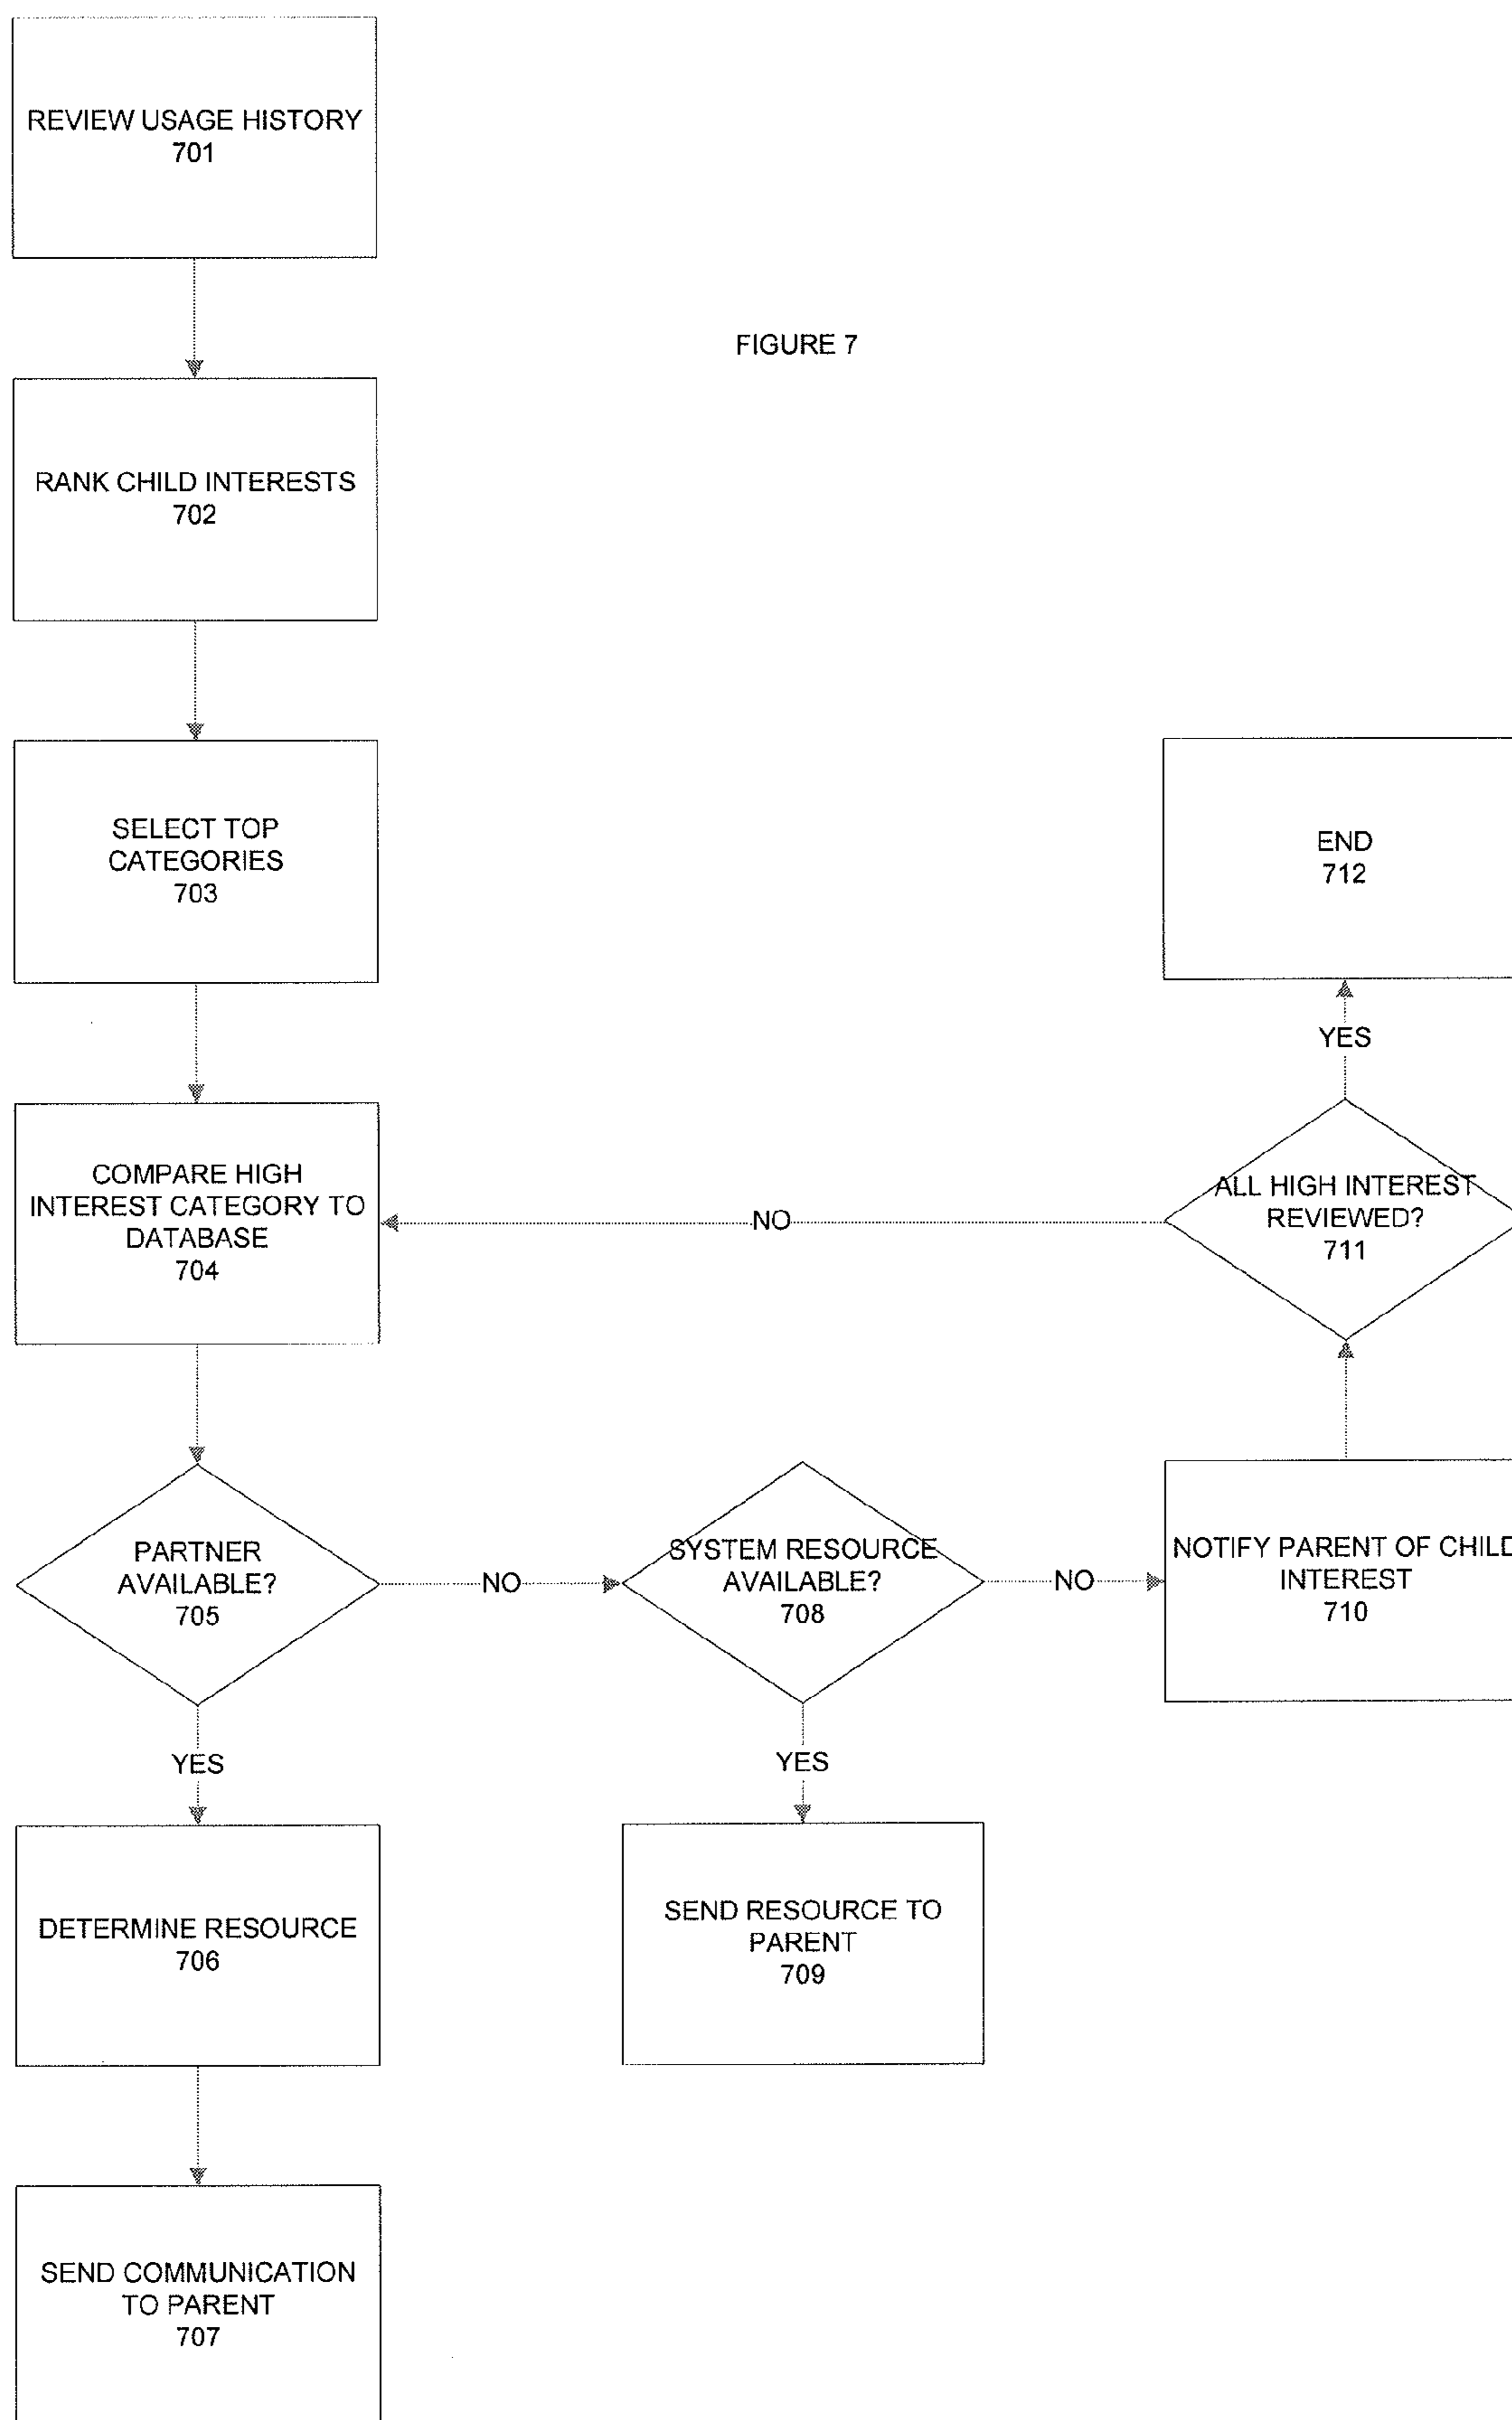 REVIEW USAGE HISTORY
701
FIGURE 7
RANK CHILD INTERESTS
702
SELECT TOP
CATEGORIES
703
END
712
YES
COMPARE HIGH
INTEREST CATEGORY TO
DATABASE
704
NO
ALL HIGH INTEREST
REVIEWED?
711
PARTNER
AVAILABLE?
705
NO
SYSTEM RESOURCE
AVAILABLE?
708
NO
NOTIFY PARENT OF CHILD
INTEREST
710
YES
YES
DETERMINE RESOURCE
706
SEND RESOURCE TO
PARENT
709
SEND COMMUNICATION
TO PARENT
707